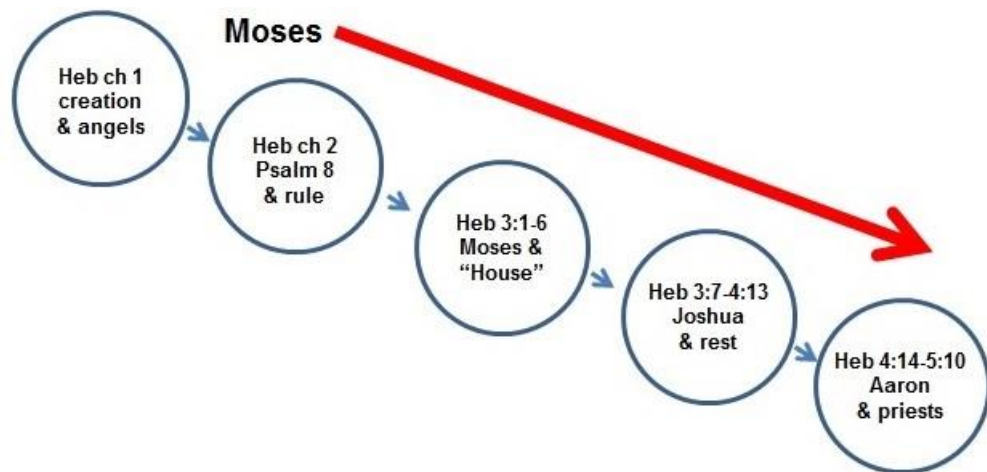 Moses
Heb ch 1
creation
& angels
Heb ch 2
Psalm 8
& rule
Heb 3:1-6
Moses &
“House”
Heb 3:7-4:13
Joshua
& rest
Heb 4:14-5:10
Aaron
& priests